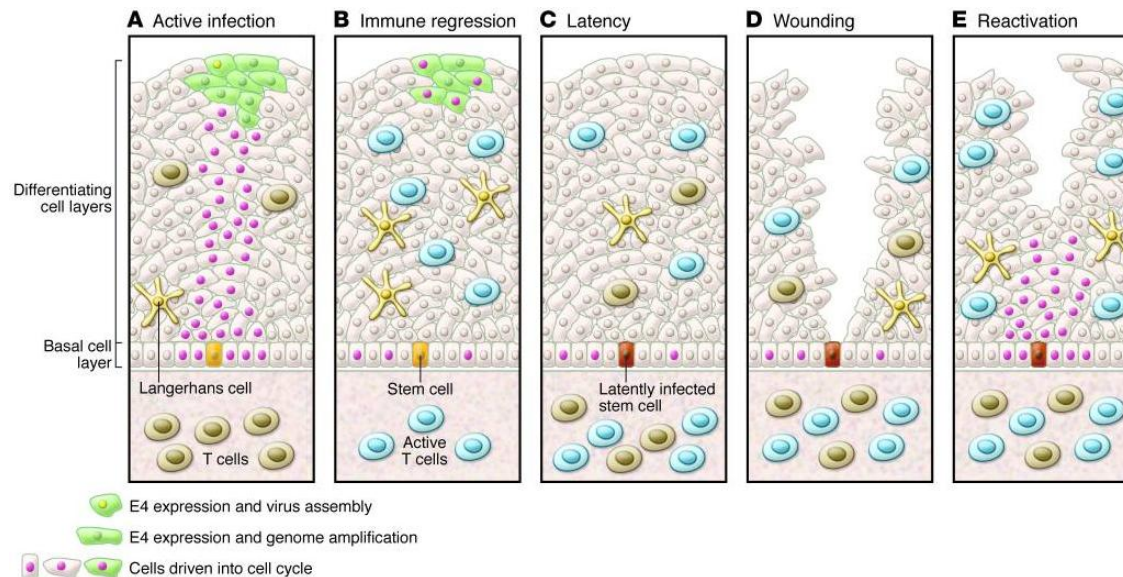 A Active infection
B Immune regression
C Latency
D Wounding
E Reactivation
Differentiating
cell layers
Basal cell
layer
Langerhans cell
Stem cell
Latently infected
stem cell
T cells
Active
T cells
E4 expression and virus assembly
E4 expression and genome amplification
Cells driven into cell cycle